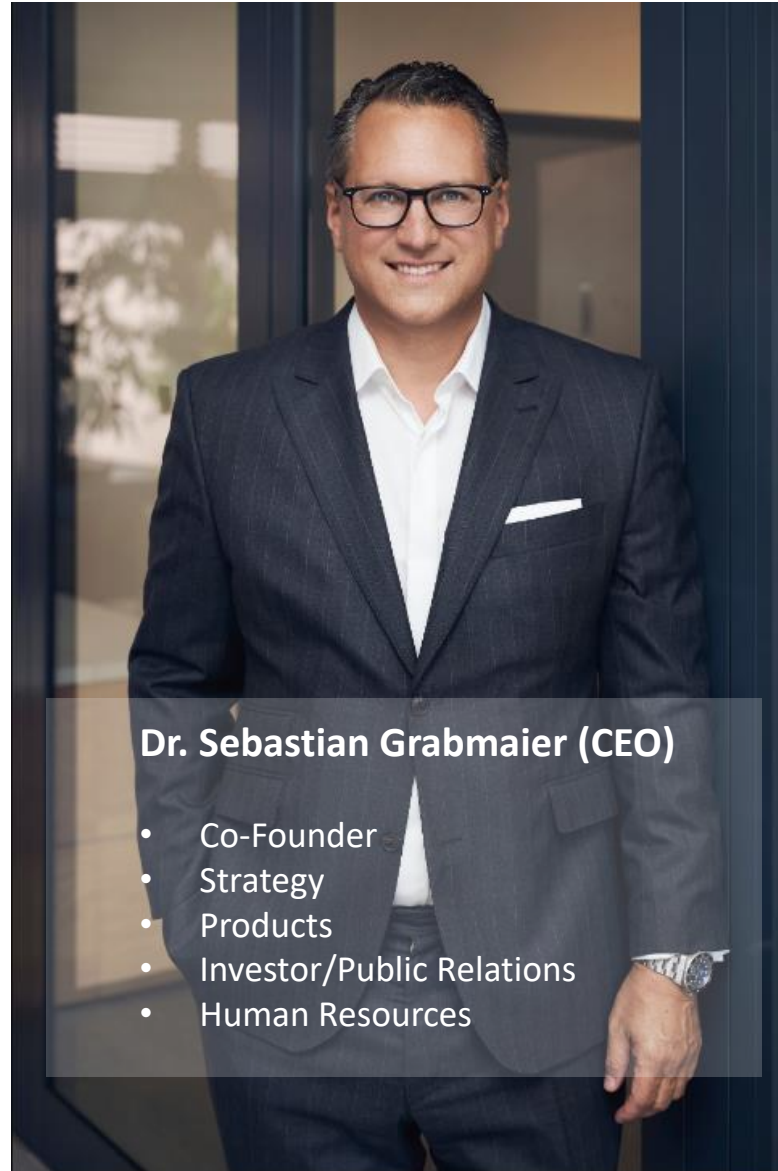 Dr. Sebastian Grabmaier (CEO)
• Co-Founder
• Strategy
• Products
• Investor/Public Relations
• Human Resources